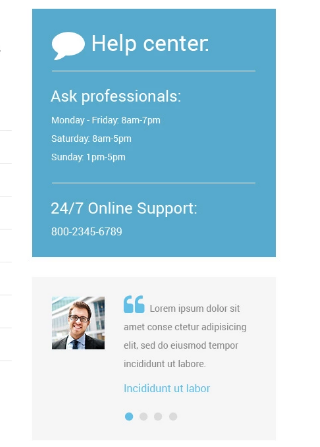 Help center:
Ask professionals:
Monday - Friday: 8am-7pm
Saturday: 8am-5pm
Sunday: 1pm-5pm
24/7 Online Support:
800-2345-6789
Lorem ipsum dolor sit
amet conse ctetur adipisicing
elit, sed do eiusmod tempor
incididunt ut labore.
Incididunt ut labor